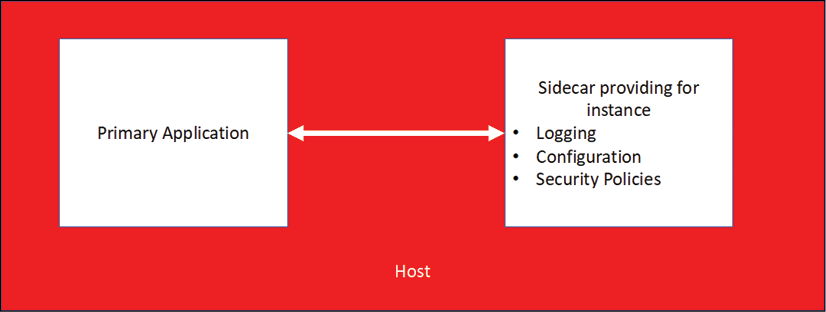 Primary Application
Sidecar providing for
instance
• Logging
• Configuration
• Security Policies
Host